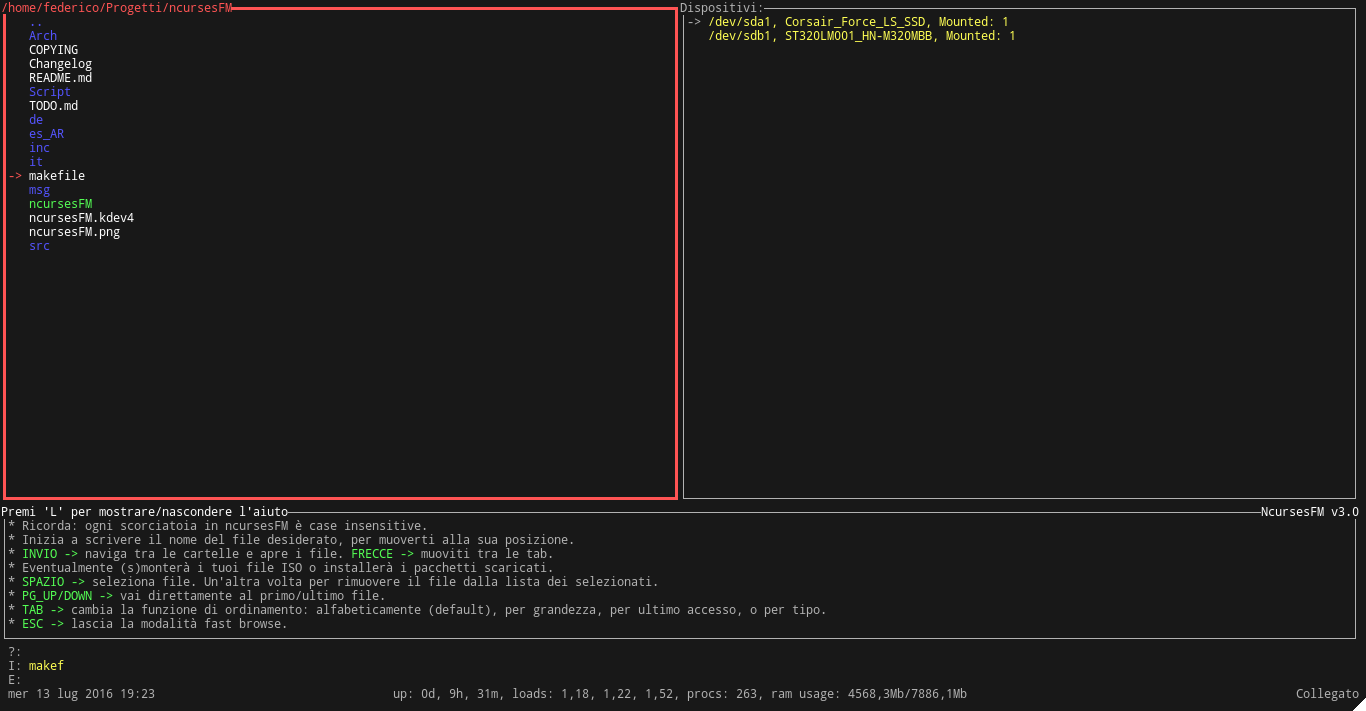 /home/federico/Progetti/ncursesFM
..
Arch
COPYING
Changelog
README.md
Script
TODO.md
de
es_AR
inc
it
-> makefile
msg
ncursesFM
ncursesFM.kdev4
ncursesFM.png
src
Dispositivi:
-> /dev/sda1, Corsair_Force_LS_SSD, Mounted: 1
/dev/sdb1, ST320LM001_HN-M320MBB, Mounted: 1
Premi 'L' per mostrare/nascondere l'aiuto NcursesFM v3.0
* Ricorda: ogni scorciatoia in ncursesFM è case insensitive.
* Inizia a scrivere il nome del file desiderato, per muoverti alla sua posizione.
* INVIO -> naviga tra le cartelle e apre i file. FRECCE -> muoviti tra le tab.
* Eventualmente (s)monterà i tuoi file ISO o installerà i pacchetti scaricati.
* SPAZIO -> seleziona file. Un'altra volta per rimuovere il file dalla lista dei selezionati.
* PG_UP/DOWN -> vai direttamente al primo/ultimo file.
* TAB -> cambia la funzione di ordinamento: alfabeticamente (default), per grandezza, per ultimo accesso, o per tipo.
* ESC -> lascia la modalità fast browse.
?:
I: makef
E:
mer 13 lug 2016 19:23 up: 0d, 9h, 31m, loads: 1,18, 1,22, 1,52, procs: 263, ram usage: 4568,3Mb/7886,1Mb Collegato